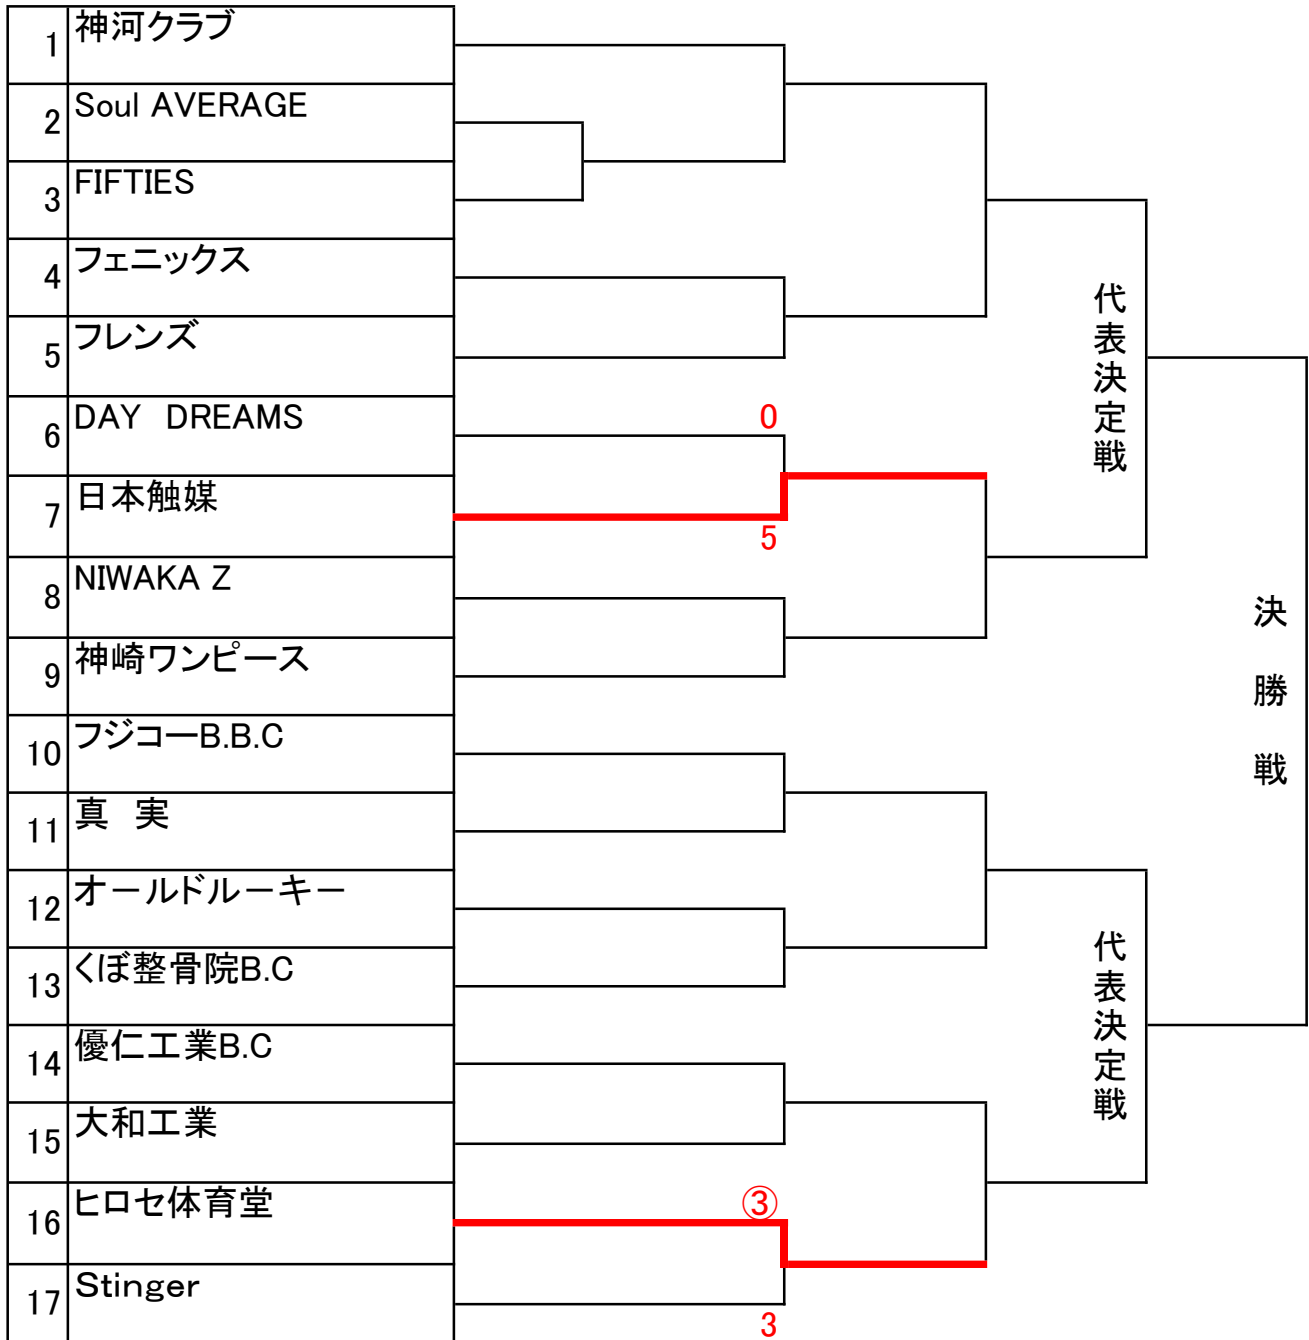 1 神河クラブ
2 Soul AVERAGE
3 FIFTIES
4 フェニックス
5 フレンズ
6 DAY　DREAMS
0
7 日本触媒
5
8 NIWAKA Z
9 神崎ワンピース
10 フジコーB.B.C
11 真　実
12 オールドルーキー
13 くぼ整骨院B.C
14 優仁工業B.C
15 大和工業
16 ヒロセ体育堂
③
17 Stinger
3
代表決定戦
代表決定戦
決勝戦